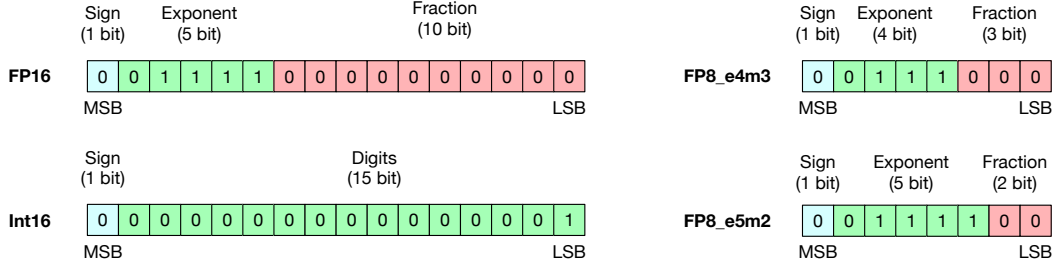 Sign Exponent Fraction
(1 bit) (5 bit) (10 bit)
FP16 0 0 1 1 1 1 0 0 0 0 0 0 0 0 0 0
MSB LSB
Sign Exponent Fraction
(1 bit) (4 bit) (3 bit)
FP8_e4m3 0 0 1 1 1 0 0 0
MSB LSB
Sign Digits
(1 bit) (15 bit)
Int16 0 0 0 0 0 0 0 0 0 0 0 0 0 0 0 1
MSB LSB
Sign Exponent Fraction
(1 bit) (5 bit) (2 bit)
FP8_e5m2 0 0 1 1 1 1 0 0
MSB LSB